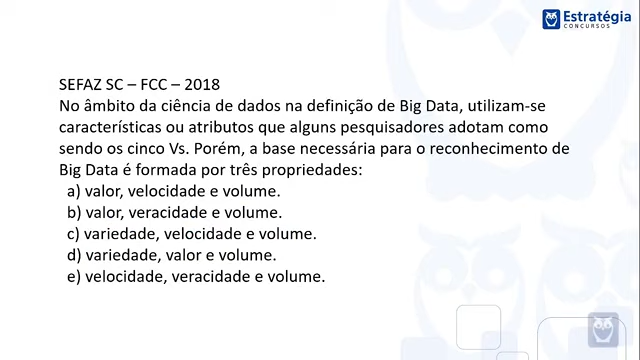 Estratégia
CONCURSOS
SEFAZ SC – FCC – 2018
No âmbito da ciência de dados na definição de Big Data, utilizam-se
características ou atributos que alguns pesquisadores adotam como
sendo os cinco Vs. Porém, a base necessária para o reconhecimento de
Big Data é formada por três propriedades:
a) valor, velocidade e volume.
b) valor, veracidade e volume.
c) variedade, velocidade e volume.
d) variedade, valor e volume.
e) velocidade, veracidade e volume.